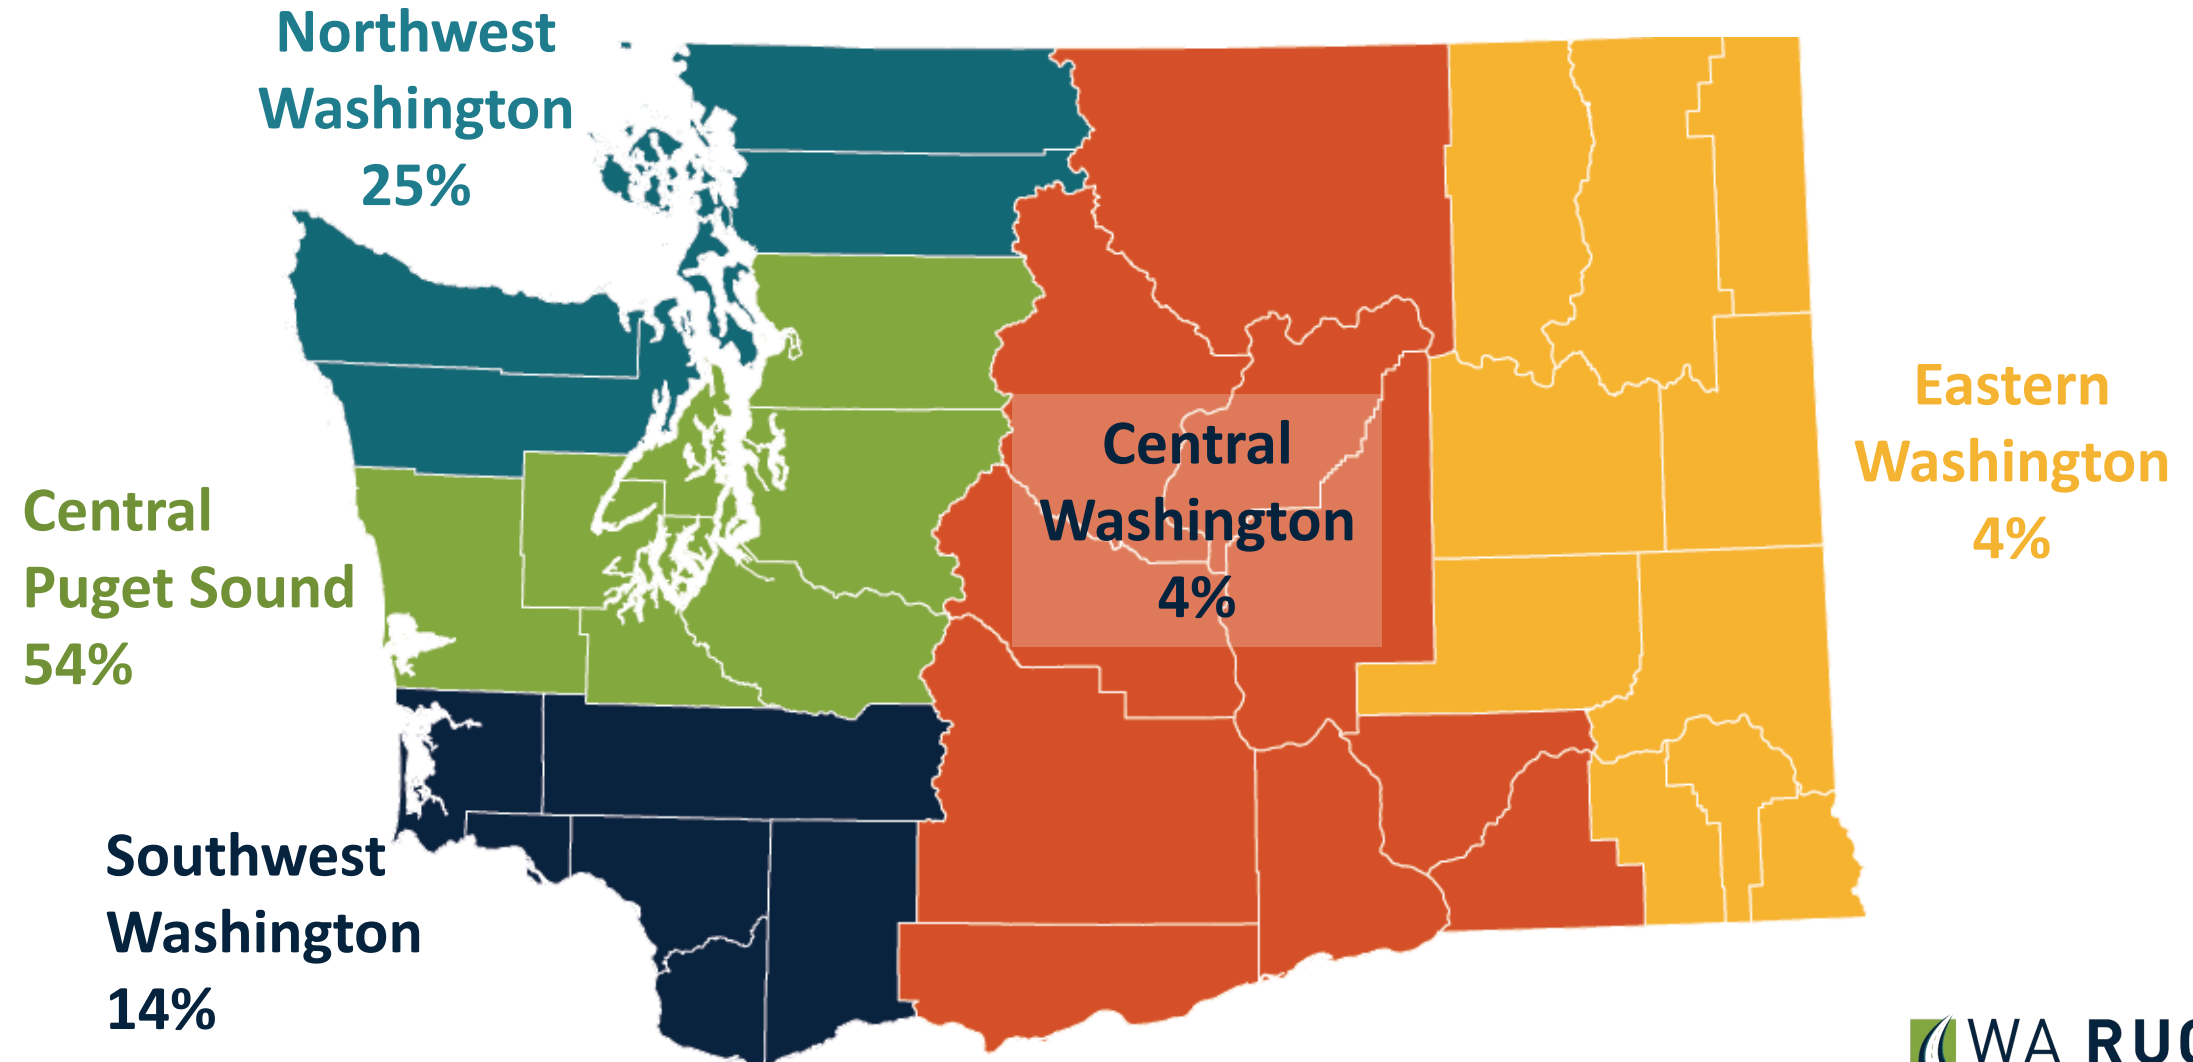 Northwest
Washington
25%
Central
Puget Sound
54%
Southwest
Washington
14%
Central
Washington
4%
Eastern
Washington
4%
WA